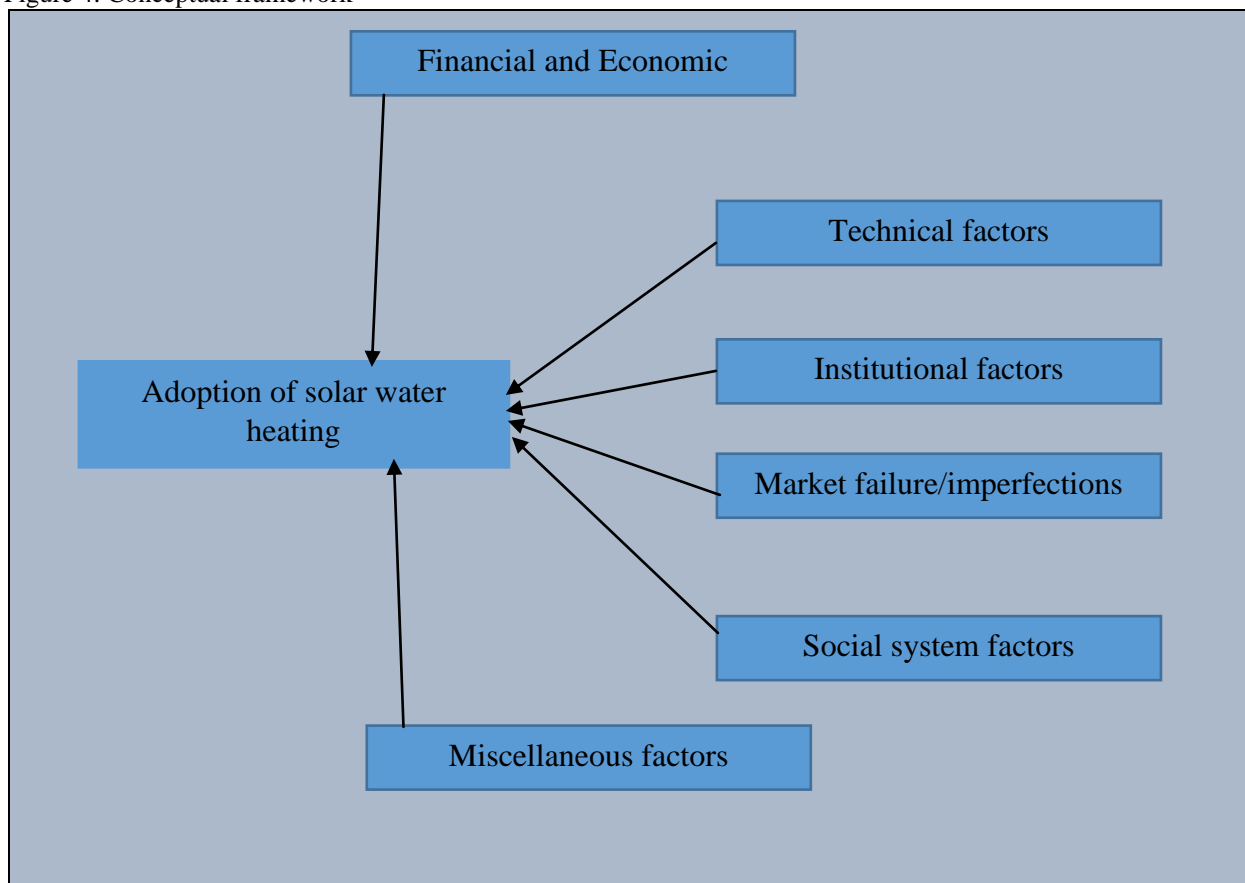 Figure 4: Conceptual framework
Financial and Economic
Technical factors
Institutional factors
Adoption of solar water
heating
Market failure/imperfections
Social system factors
Miscellaneous factors